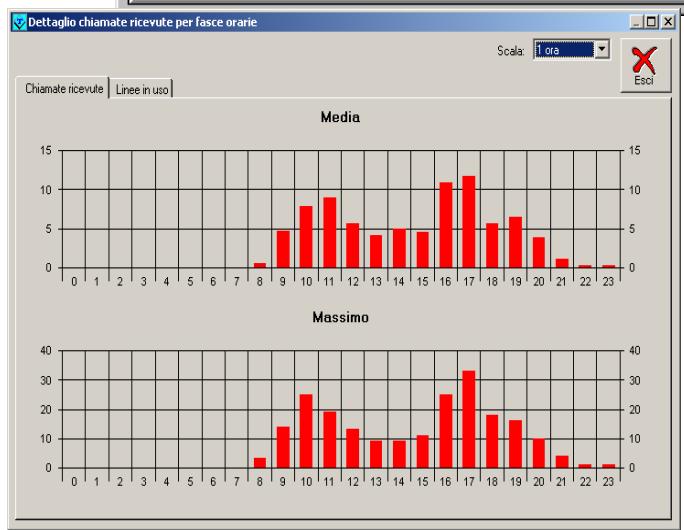 Dettaglio chiamate ricevute per fasce orarie
Scala: 1 ora
Esci
Chiamate ricevute Linee in uso
Media
15 15
10 10
5 5
0 0
0 1 2 3 4 5 6 7 8 9 10 11 12 13 14 15 16 17 18 19 20 21 22 23
Massimo
40 40
30 30
20 20
10 10
0 0
0 1 2 3 4 5 6 7 8 9 10 11 12 13 14 15 16 17 18 19 20 21 22 23